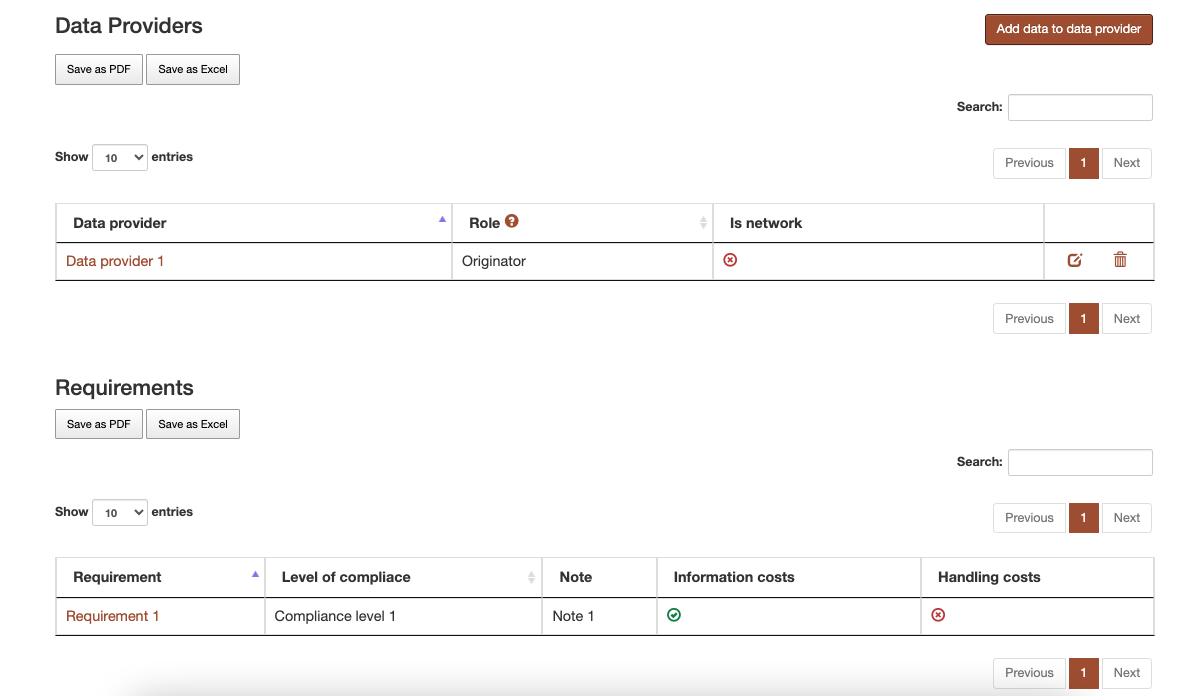 Data Providers
Add data to data provider
Save as PDF Save as Excel
Search:
Show 10 entries
Previous 1 Next
Data provider Role Is network
Data provider 1 Originator
Previous 1 Next
Requirements
Save as PDF Save as Excel
Search:
Show 10 entries
Previous 1 Next
Requirement Level of compliace Note Information costs Handling costs
Requirement 1 Compliance level 1 Note 1
Previous 1 Next